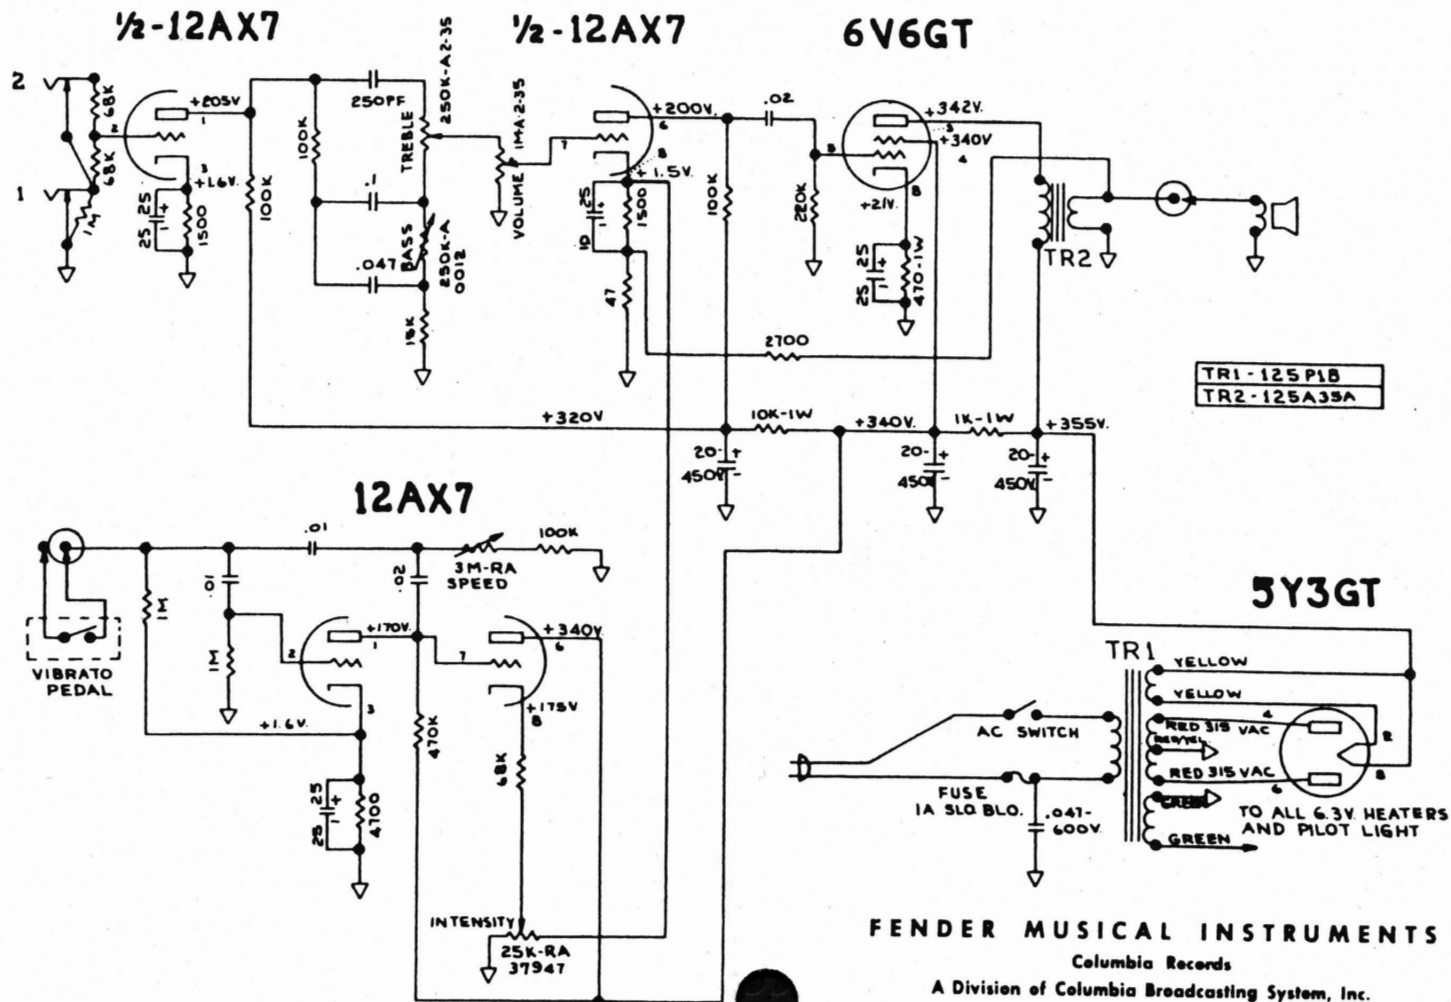 ½-12AX7
½-12AX7
6V6GT
2
68K
2
+205V
1
68K
1
1M
3
+1.6V.
25
25
+
-
1500
100K
100K
250PF
250K-A 2-35
TREBLE
.1
.047
BASS
250K-A
0012
VOLUME 1M-A-2-35
7
+200V.
6
8
+1.5V.
25
10
+
-
1500
47
100K
.02
220K
5
+342V.
3
+340V
4
8
+21V.
25
25
+
-
470-1W
2700
TR2
TR1-125P1B
TR2-125A35A
+320V
10K-1W
+340V.
1K-1W
+355V.
20-
450V
+
-
20-
450V
+
-
20-
450V
+
-
12AX7
.01
.01
1M
1M
.02
3M-RA
SPEED
100K
VIBRATO
PEDAL
2
+170V.
1
3
+1.6V.
25
25
+
-
4700
470K
7
+340V.
6
+175V
8
68K
INTENSITY
25K-RA
37947
5Y3GT
TR1
YELLOW
YELLOW
RED 315 VAC
4
2
RED 315 VAC
6
8
GREEN
AC SWITCH
FUSE
1A SLO. BLO.
.047-
600V.
TO ALL 6.3V. HEATERS
AND PILOT LIGHT
FENDER MUSICAL INSTRUMENTS
Columbia Records
A Division of Columbia Broadcasting System, Inc.